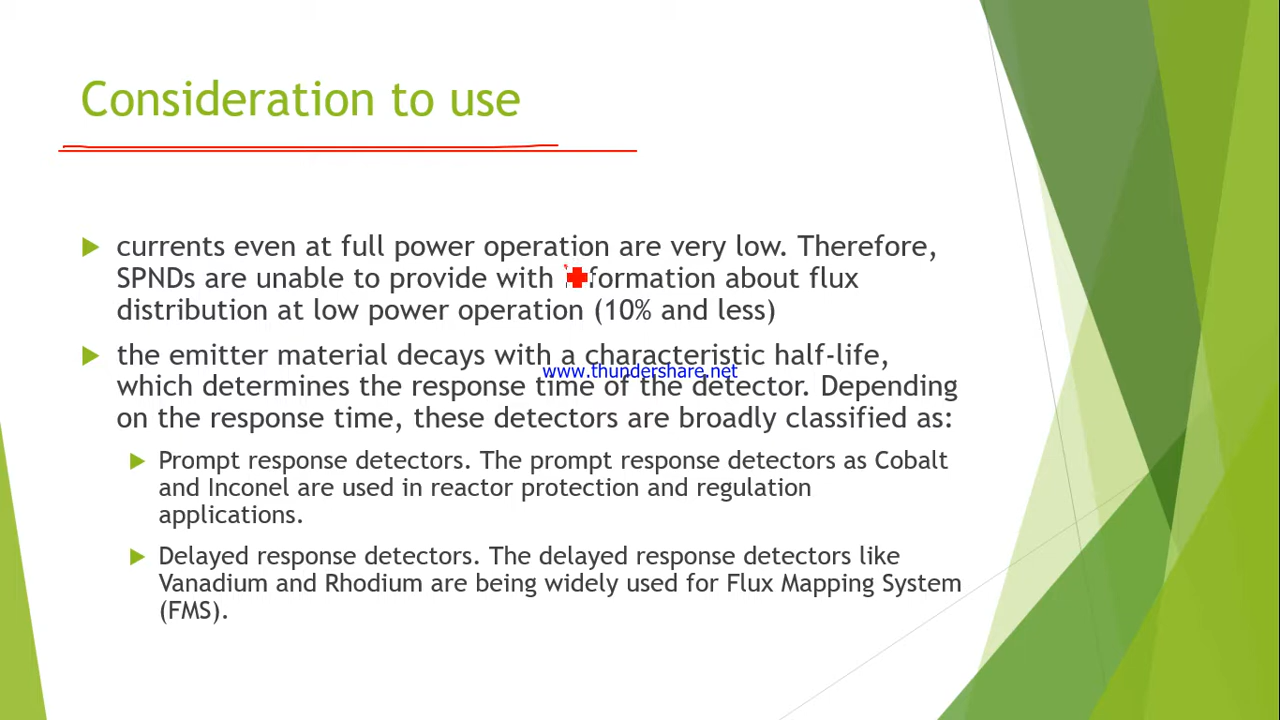 Consideration to use
currents even at full power operation are very low. Therefore,
SPNDs are unable to provide with information about flux
distribution at low power operation (10% and less)
the emitter material decays with a characteristic half-life,
www.thundershare.net
which determines the response time of the detector. Depending
on the response time, these detectors are broadly classified as:
Prompt response detectors. The prompt response detectors as Cobalt
and Inconel are used in reactor protection and regulation
applications.
Delayed response detectors. The delayed response detectors like
Vanadium and Rhodium are being widely used for Flux Mapping System
(FMS).